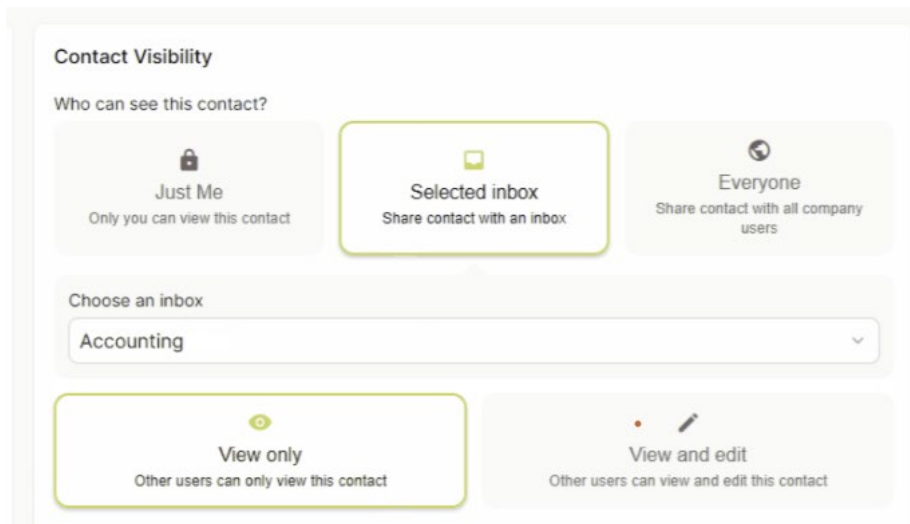 Contact Visibility
Who can see this contact?
Just Me
Only you can view this contact
Selected inbox
Share contact with an inbox
Everyone
Share contact with all company
users
Choose an inbox
Accounting
View only
Other users can only view this contact
View and edit
Other users can view and edit this contact